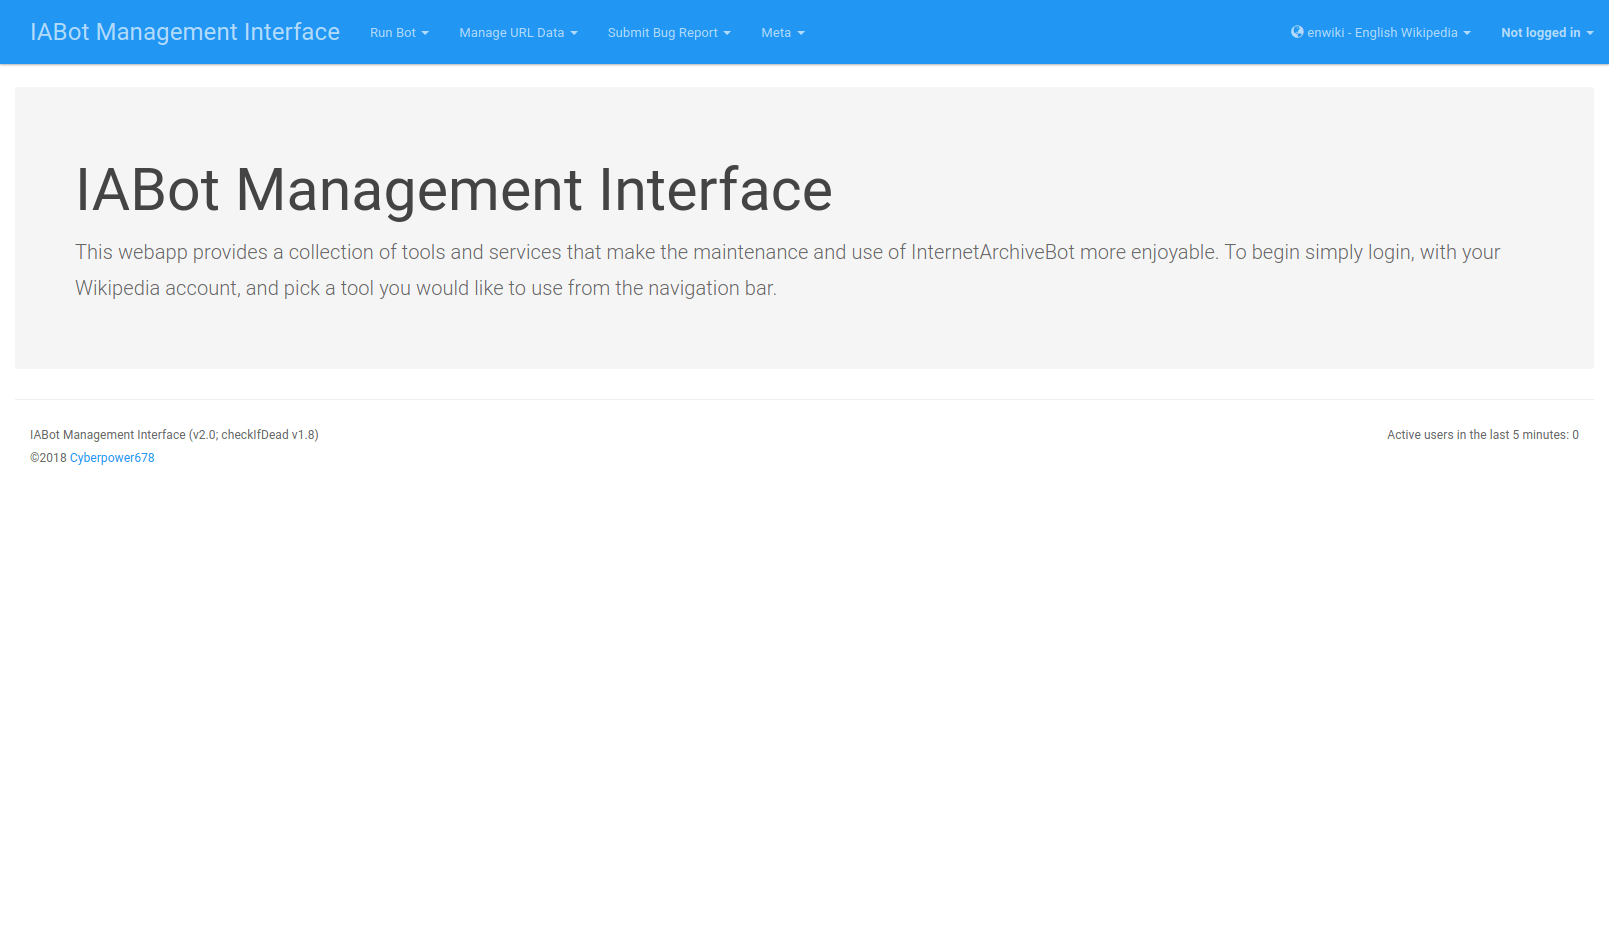 IABot Management Interface Run Bot Manage URL Data Submit Bug Report Meta enwiki - English Wikipedia Not logged in
IABot Management Interface
This webapp provides a collection of tools and services that make the maintenance and use of InternetArchiveBot more enjoyable. To begin simply login, with your
Wikipedia account, and pick a tool you would like to use from the navigation bar.
IABot Management Interface (v2.0; checkIfDead v1.8) Active users in the last 5 minutes: 0
©2018 Cyberpower678